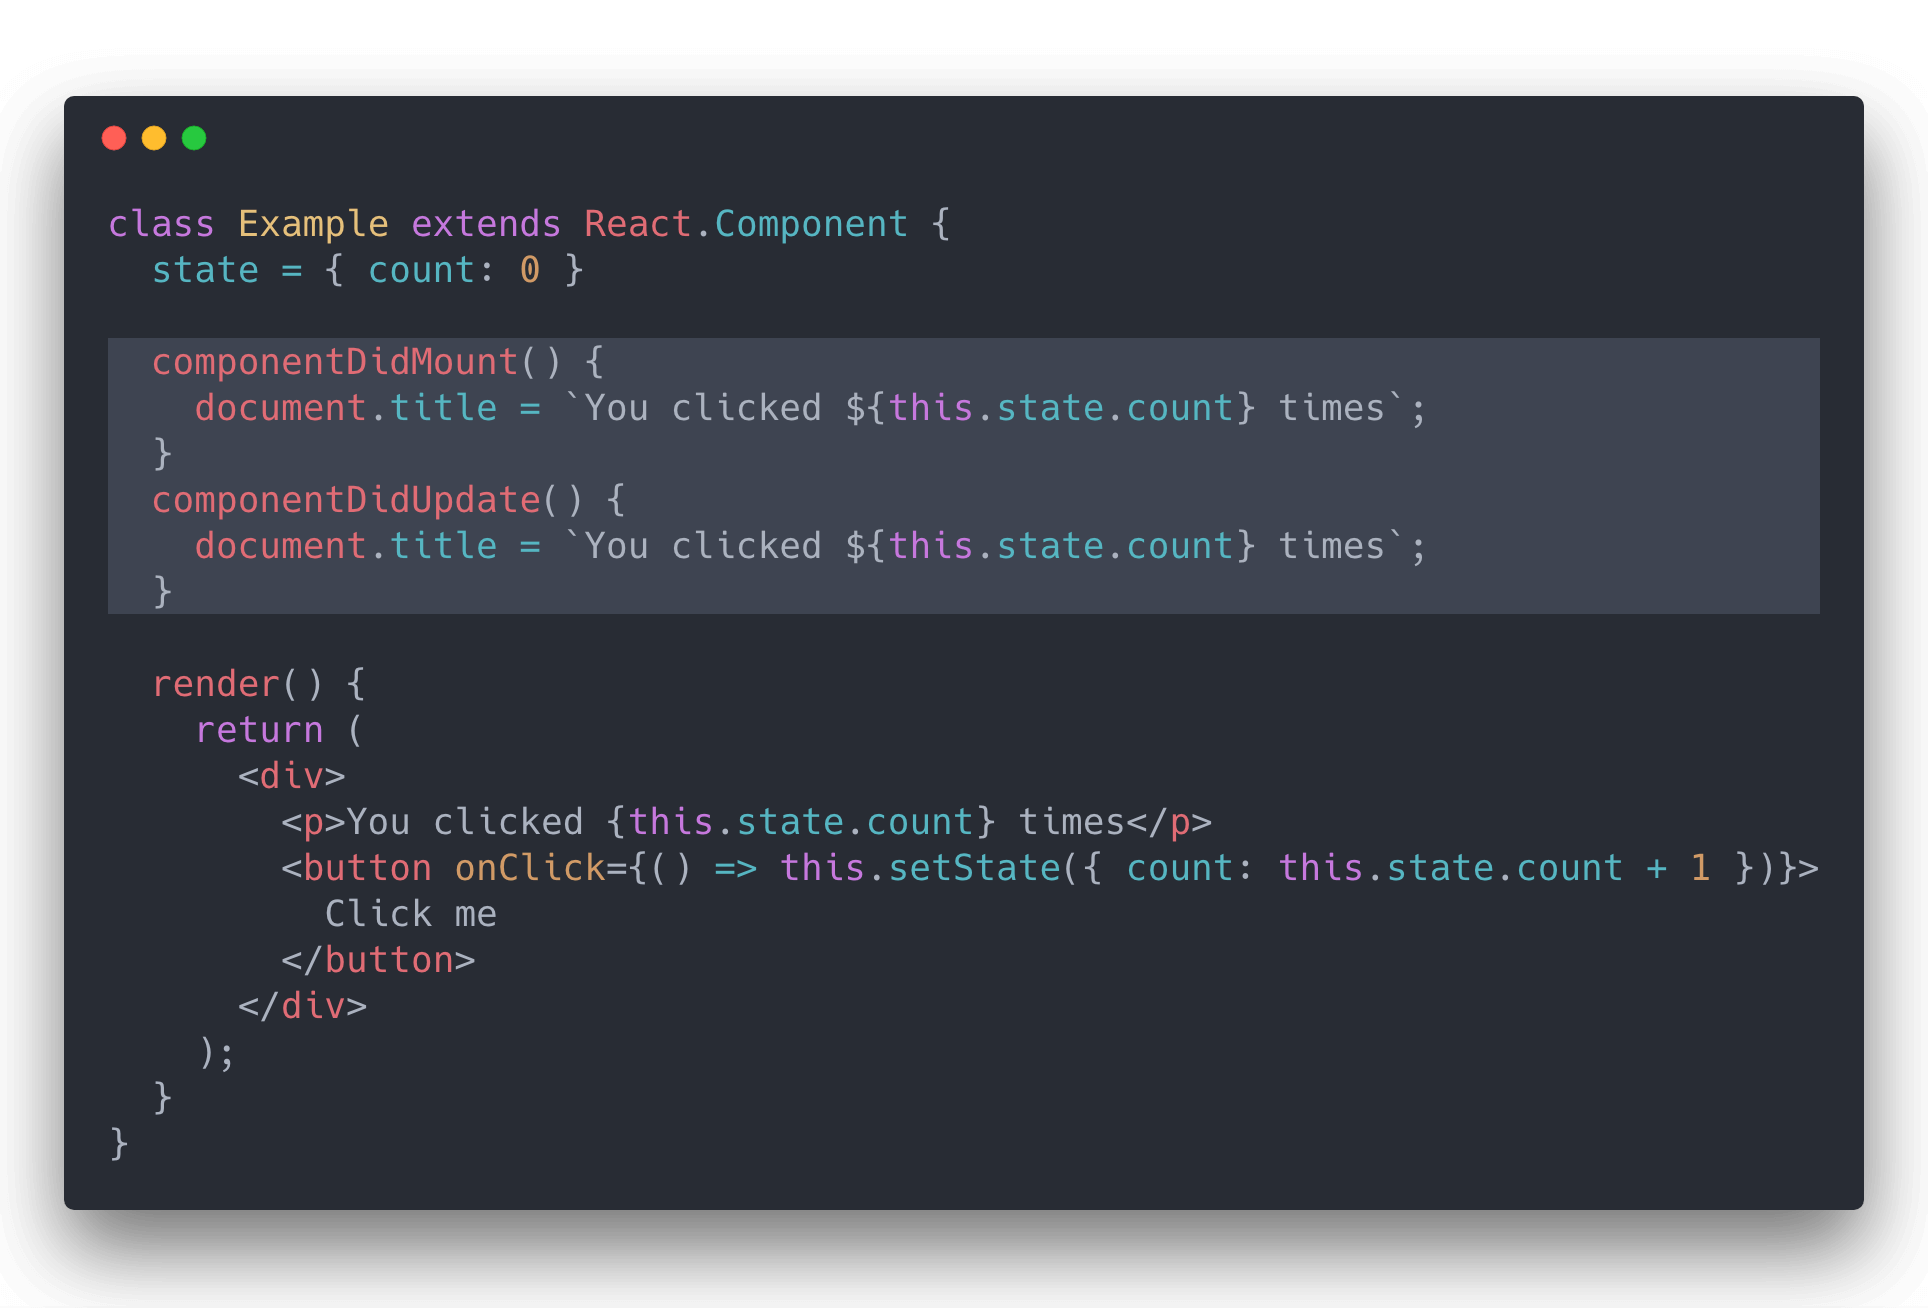 class Example extends React.Component {
  state = { count: 0 }

  componentDidMount() {
    document.title = `You clicked ${this.state.count} times`;
  }
  componentDidUpdate() {
    document.title = `You clicked ${this.state.count} times`;
  }

  render() {
    return (
      <div>
        <p>You clicked {this.state.count} times</p>
        <button onClick={() => this.setState({ count: this.state.count + 1 })}>
          Click me
        </button>
      </div>
    );
  }
}